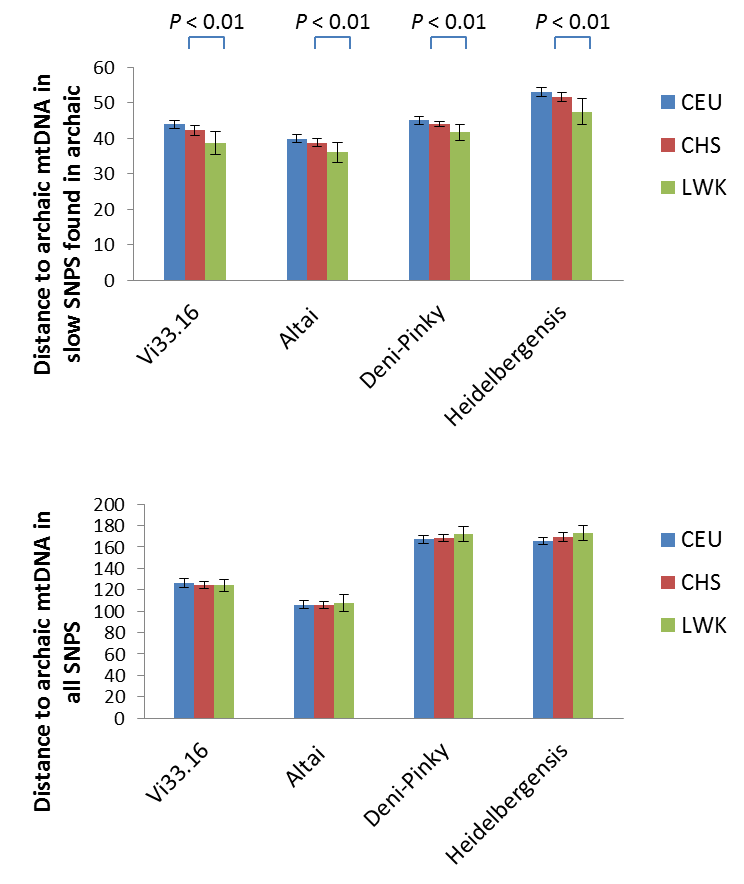 P < 0.01 P < 0.01 P < 0.01 P < 0.01
Distance to archaic mtDNA in
slow SNPS found in archaic
60
50
40
30
20
10
0
Vi33.16
Altai
Deni-Pinky
Heidelbergensis
CEU
CHS
LWK
Distance to archaic mtDNA in
all SNPS
200
180
160
140
120
100
80
60
40
20
0
Vi33.16
Altai
Deni-Pinky
Heidelbergensis
CEU
CHS
LWK